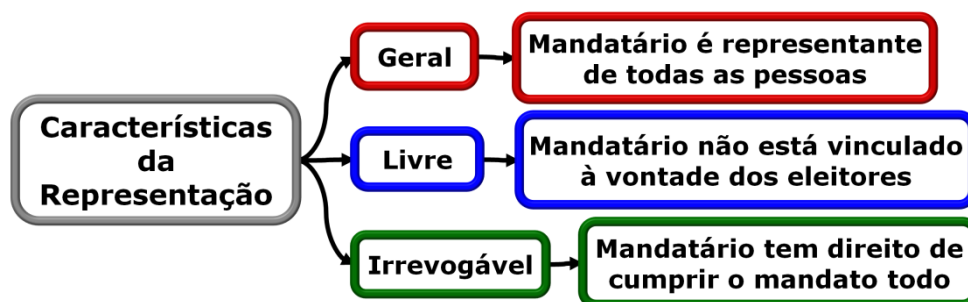 Características
da
Representação
Geral
Mandatário é representante
de todas as pessoas
Livre
Mandatário não está vinculado
à vontade dos eleitores
Irrevogável
Mandatário tem direito de
cumprir o mandato todo